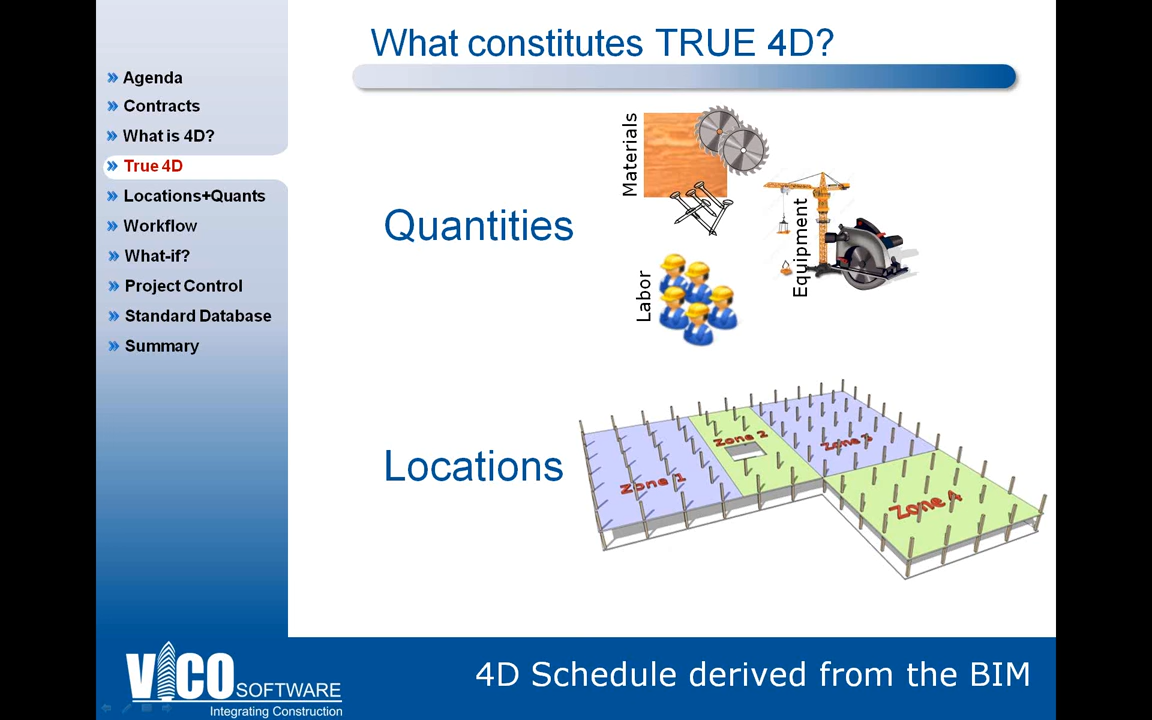 What constitutes TRUE 4D?
» Agenda
» Contracts
» What is 4D?
» True 4D
» Locations+Quants
» Workflow
» What-if?
» Project Control
» Standard Database
» Summary
Quantities
Materials
Equipment
Labor
Locations
Zone 1
Zone 2
Zone 3
Zone 4
VICO SOFTWARE
Integrating Construction
4D Schedule derived from the BIM